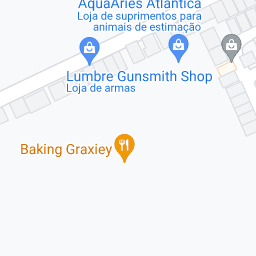 AquaAries Atlantica
Loja de suprimentos para
animais de estimação
Lumbre Gunsmith Shop
Loja de armas
Baking Graxiey